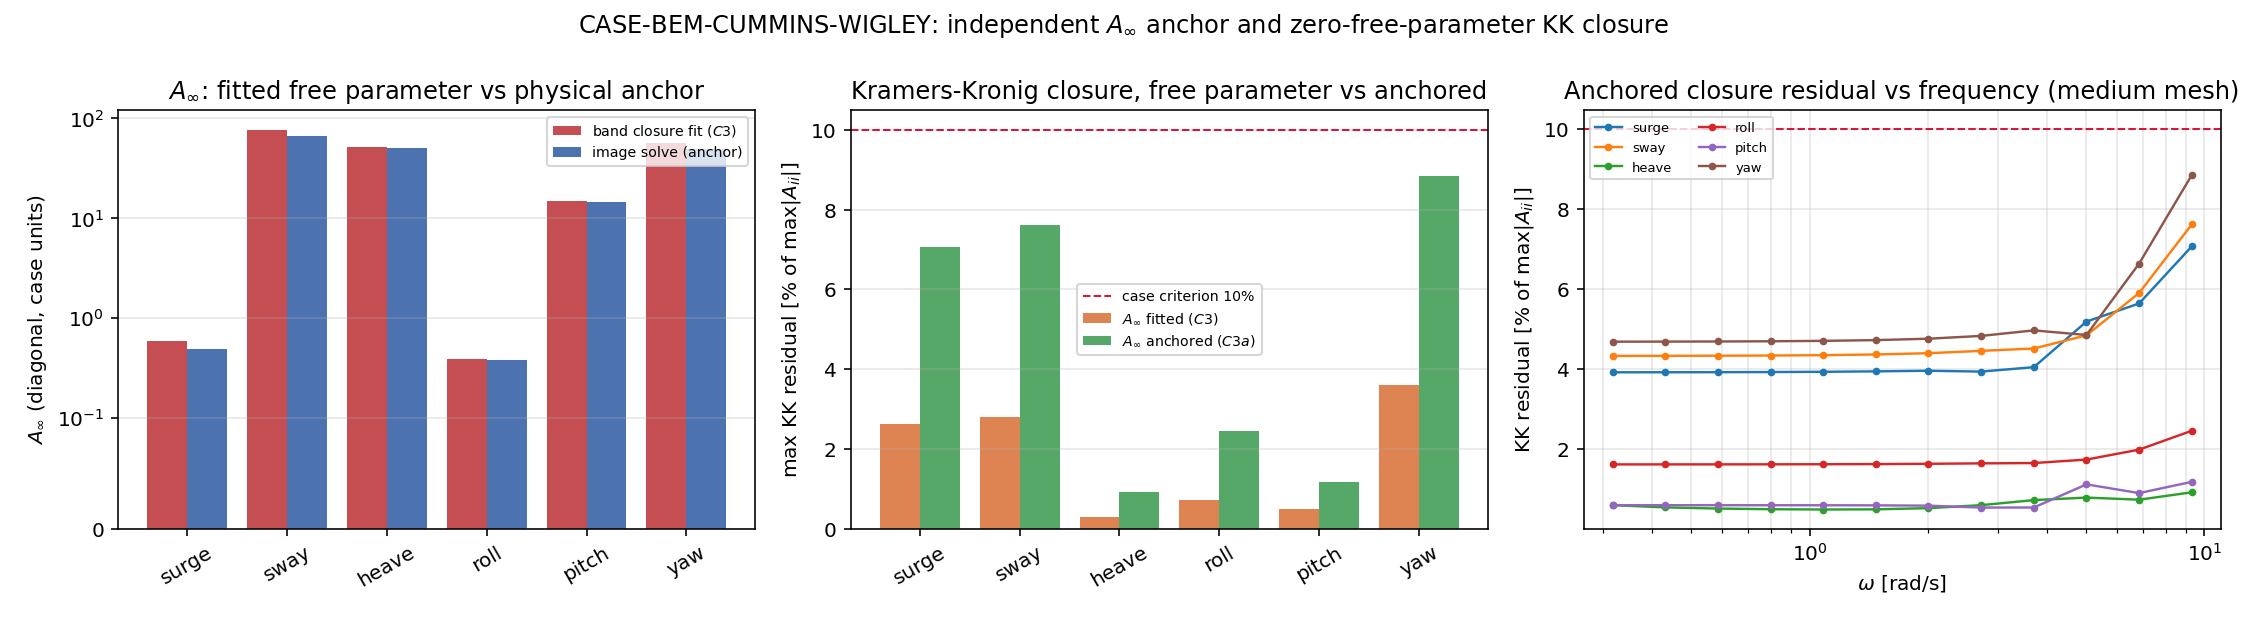 CASE-BEM-CUMMINS-WIGLEY: independent A∞ anchor and zero-free-parameter KK closure
A∞: fitted free parameter vs physical anchor
A∞ (diagonal, case units)
10²
10¹
10⁰
10⁻¹
0
band closure fit (C3)
image solve (anchor)
surge
sway
heave
roll
pitch
yaw
Kramers-Kronig closure, free parameter vs anchored
max KK residual [% of max|Aᵢᵢ|]
10
8
6
4
2
0
case criterion 10%
A∞ fitted (C3)
A∞ anchored (C3a)
surge
sway
heave
roll
pitch
yaw
Anchored closure residual vs frequency (medium mesh)
KK residual [% of max|Aᵢᵢ|]
10
8
6
4
2
surge
sway
heave
roll
pitch
yaw
10⁰
10¹
ω [rad/s]